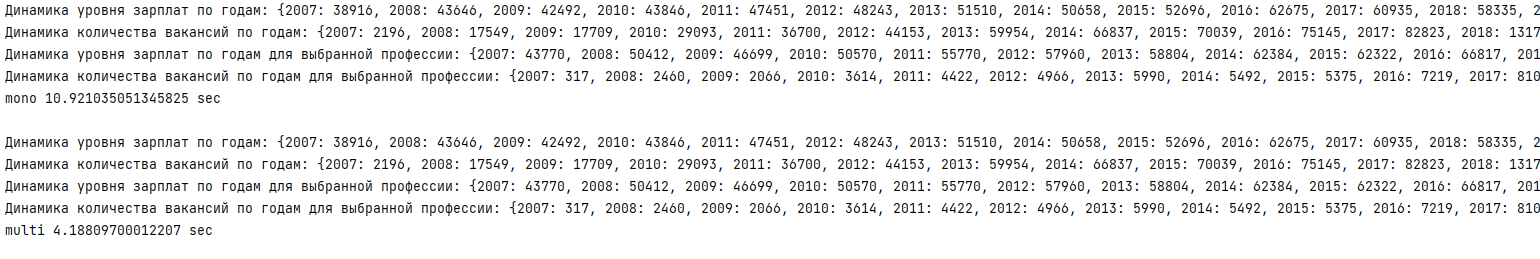 Динамика уровня зарплат по годам: {2007: 38916, 2008: 43646, 2009: 42492, 2010: 43846, 2011: 47451, 2012: 48243, 2013: 51510, 2014: 50658, 2015: 52696, 2016: 62675, 2017: 60935, 2018: 58335, 2
Динамика количества вакансий по годам: {2007: 2196, 2008: 17549, 2009: 17709, 2010: 29093, 2011: 36700, 2012: 44153, 2013: 59954, 2014: 66837, 2015: 70039, 2016: 75145, 2017: 82823, 2018: 1317
Динамика уровня зарплат по годам для выбранной профессии: {2007: 43770, 2008: 50412, 2009: 46699, 2010: 50570, 2011: 55770, 2012: 57960, 2013: 58804, 2014: 62384, 2015: 62322, 2016: 66817, 201
Динамика количества вакансий по годам для выбранной профессии: {2007: 317, 2008: 2460, 2009: 2066, 2010: 3614, 2011: 4422, 2012: 4966, 2013: 5990, 2014: 5492, 2015: 5375, 2016: 7219, 2017: 810
mono 10.921035051345825 sec
Динамика уровня зарплат по годам: {2007: 38916, 2008: 43646, 2009: 42492, 2010: 43846, 2011: 47451, 2012: 48243, 2013: 51510, 2014: 50658, 2015: 52696, 2016: 62675, 2017: 60935, 2018: 58335, 2
Динамика количества вакансий по годам: {2007: 2196, 2008: 17549, 2009: 17709, 2010: 29093, 2011: 36700, 2012: 44153, 2013: 59954, 2014: 66837, 2015: 70039, 2016: 75145, 2017: 82823, 2018: 1317
Динамика уровня зарплат по годам для выбранной профессии: {2007: 43770, 2008: 50412, 2009: 46699, 2010: 50570, 2011: 55770, 2012: 57960, 2013: 58804, 2014: 62384, 2015: 62322, 2016: 66817, 201
Динамика количества вакансий по годам для выбранной профессии: {2007: 317, 2008: 2460, 2009: 2066, 2010: 3614, 2011: 4422, 2012: 4966, 2013: 5990, 2014: 5492, 2015: 5375, 2016: 7219, 2017: 810
multi 4.18809700012207 sec